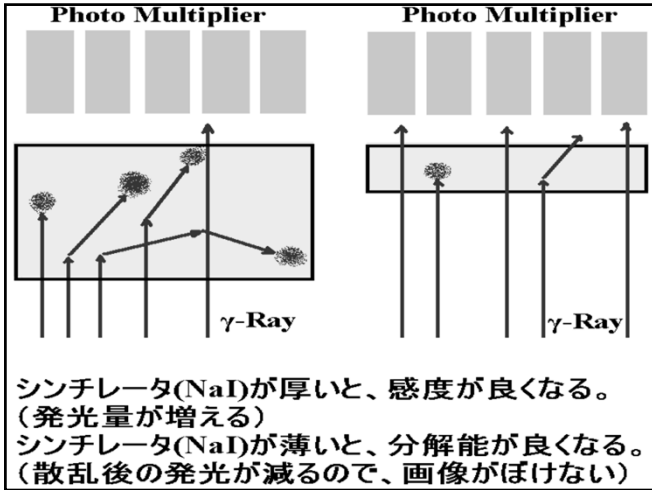 Photo Multiplier
Photo Multiplier
γ-Ray
γ-Ray
シンチレータ(NaI)が厚いと、感度が良くなる。
(発光量が増える)
シンチレータ(NaI)が薄いと、分解能が良くなる。
(散乱後の発光が減るので、画像がぼけない)